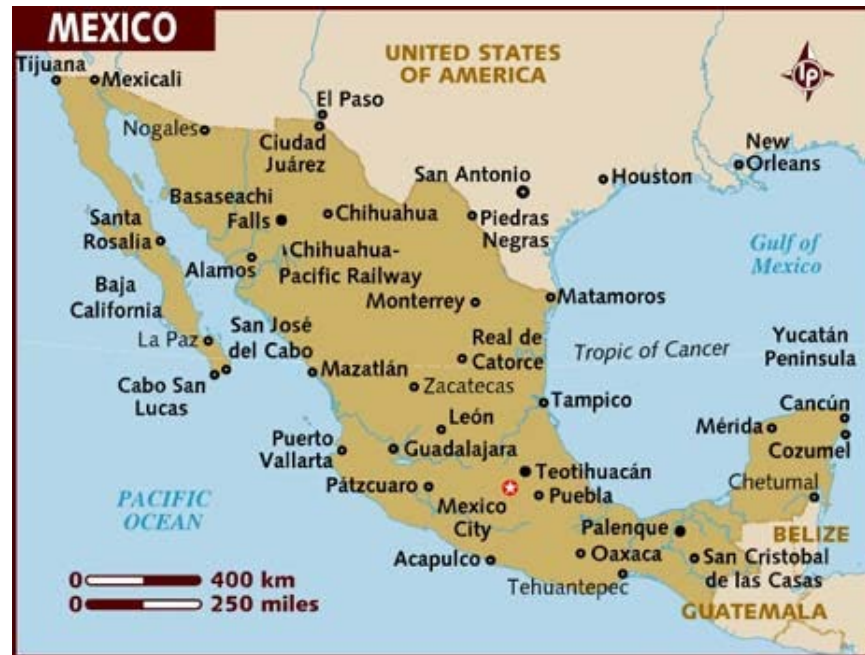 MEXICO
UNITED STATES
OF AMERICA
lp
Tijuana
Mexicali
El Paso
Nogales
Ciudad
Juárez
New
Orleans
San Antonio
Houston
Basaseachi
Falls
Chihuahua
Piedras
Negras
Santa
Rosalia
Gulf of
Mexico
Alamos
Chihuahua-
Pacific Railway
Baja
California
Monterrey
Matamoros
La Paz
San José
del Cabo
Real de
Catorce
Tropic of Cancer
Yucatán
Peninsula
Cabo San
Lucas
Mazatlán
Zacatecas
Tampico
Cancún
León
Mérida
Puerto
Vallarta
Guadalajara
Cozumel
Teotihuacán
Chetumal
Pátzcuaro
Puebla
Mexico
City
PACIFIC
OCEAN
Palenque
BELIZE
Acapulco
Oaxaca
San Cristobal
de las Casas
Tehuantepec
GUATEMALA
0 400 km
0 250 miles